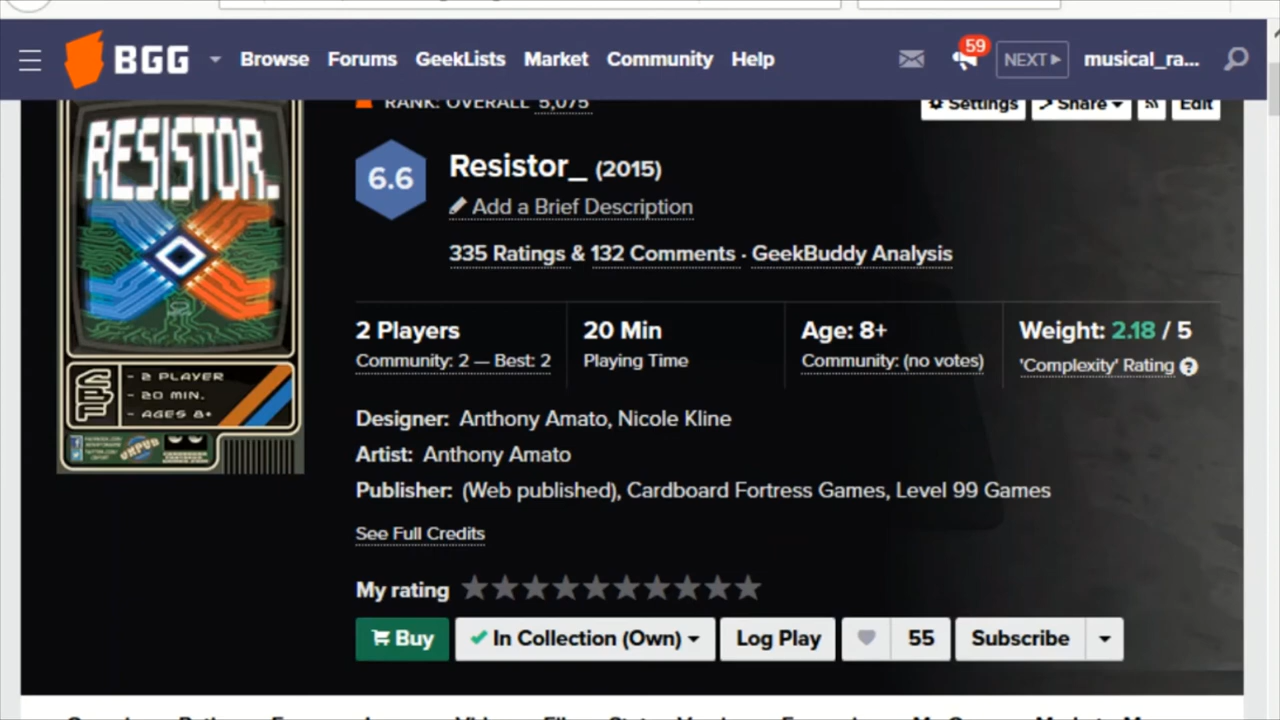 BGG
Browse
Forums
GeekLists
Market
Community
Help
59
NEXT
musical_ra...
RANK: OVERALL 5,075
Settings
Share
Edit
RESISTOR_
- 2 PLAYER
- 20 MIN.
- AGES 8+
UNPUB
6.6
Resistor_ (2015)
Add a Brief Description
335 Ratings & 132 Comments · GeekBuddy Analysis
2 Players
Community: 2 — Best: 2
20 Min
Playing Time
Age: 8+
Community: (no votes)
Weight: 2.18 / 5
'Complexity' Rating ?
Designer: Anthony Amato, Nicole Kline
Artist: Anthony Amato
Publisher: (Web published), Cardboard Fortress Games, Level 99 Games
See Full Credits
My rating
Buy
In Collection (Own)
Log Play
55
Subscribe